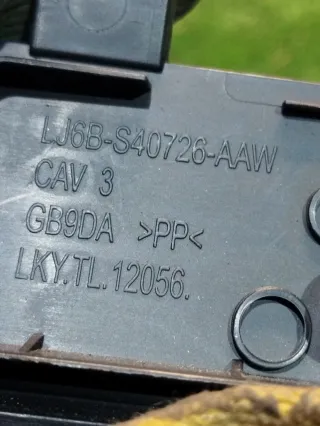 LJ6B-S40726-AAW
CAV 3
GB9DA >PP<
LKY.TL.12056.